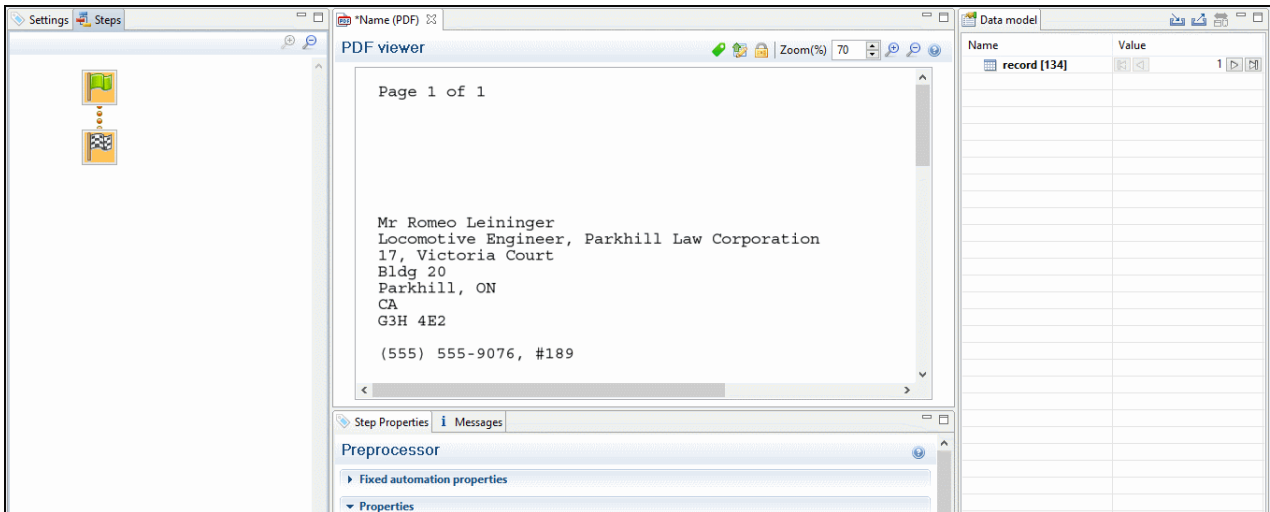 Settings Steps
*Name (PDF)
PDF viewer
Zoom(%) 70
Page 1 of 1
Mr Romeo Leininger
Locomotive Engineer, Parkhill Law Corporation
17, Victoria Court
Bldg 20
Parkhill, ON
CA
G3H 4E2
(555) 555-9076, #189
Step Properties i Messages
Preprocessor
Fixed automation properties
Properties
Data model
Name Value
record [134] 1